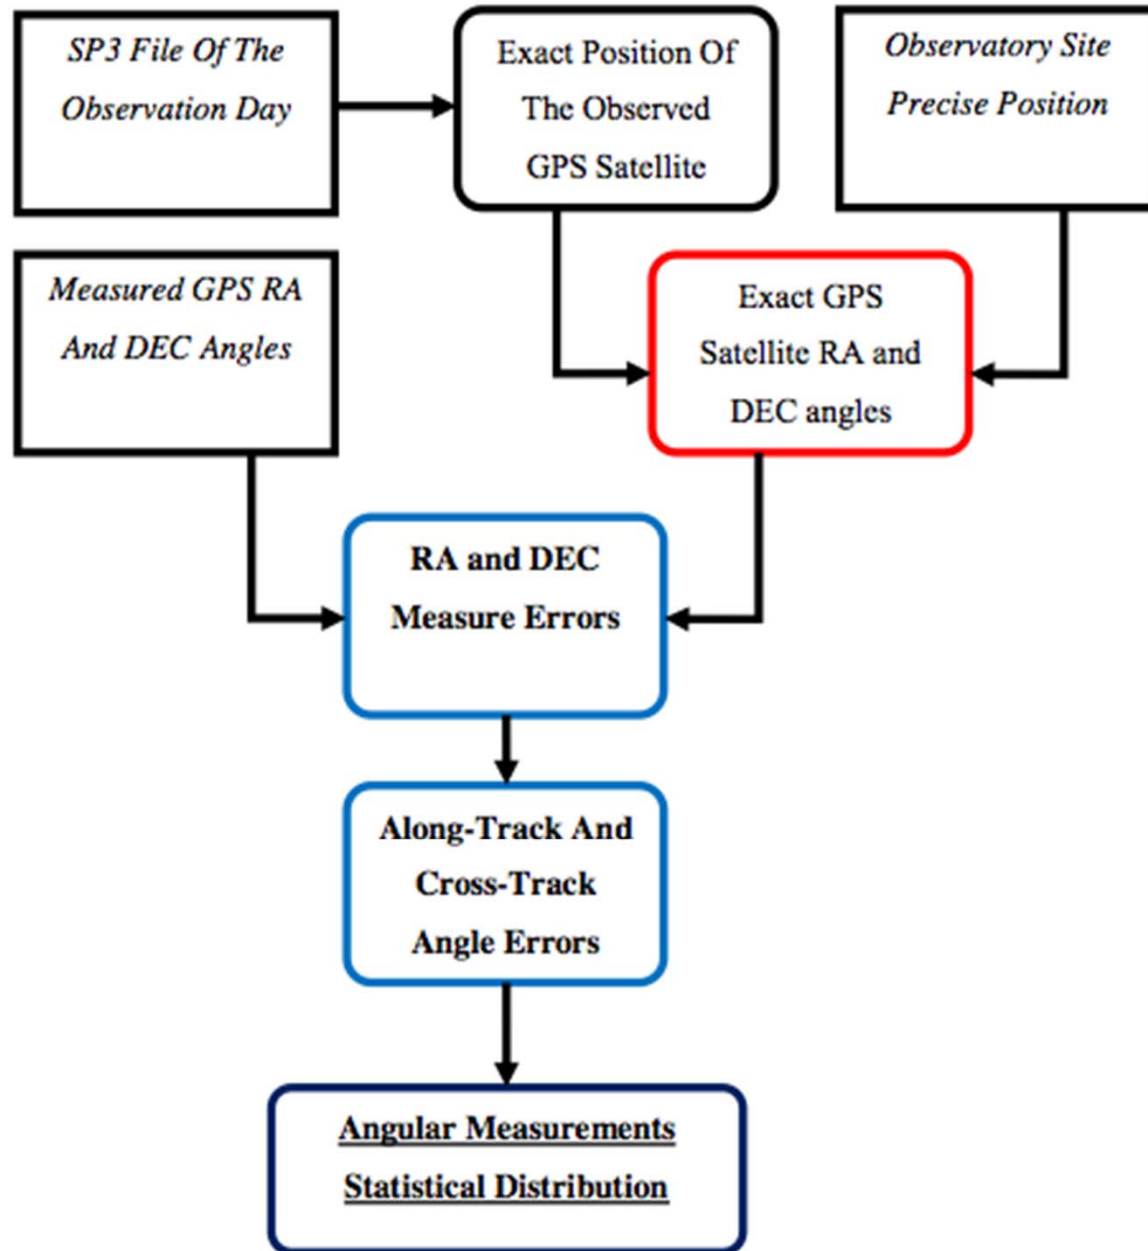 SP3 File Of The
Observation Day
Exact Position Of
The Observed
GPS Satellite
Observatory Site
Precise Position
Measured GPS RA
And DEC Angles
Exact GPS
Satellite RA and
DEC angles
RA and DEC
Measure Errors
Along-Track And
Cross-Track
Angle Errors
Angular Measurements
Statistical Distribution